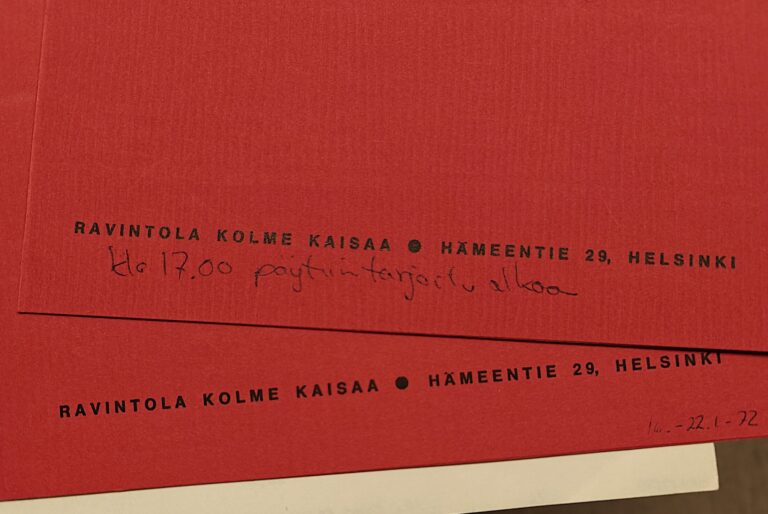 RAVINTOLA KOLME KAISAA ● HÄMEENTIE 29, HELSINKI
klo 17.00 pöytiintarjoilu alkaa
RAVINTOLA KOLME KAISAA ● HÄMEENTIE 29, HELSINKI
-22.1-72